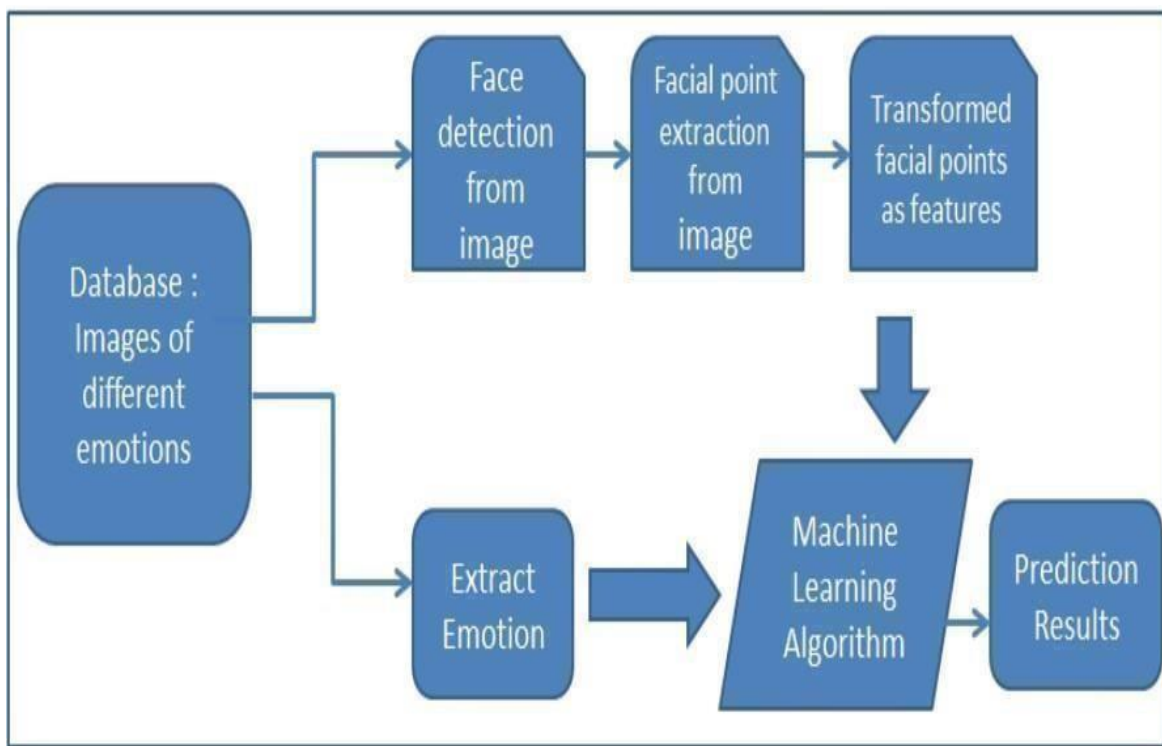 Face
detection
from
image
Facial point
extraction
from
image
Transformed
facial points
as features
Database :
Images of
different
emotions
Extract
Emotion
Machine
Learning
Algorithm
Prediction
Results